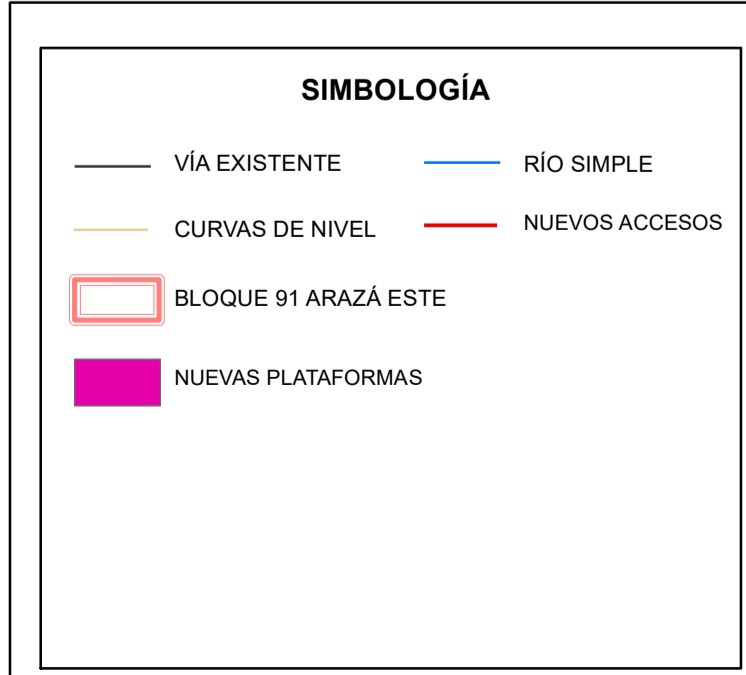 SIMBOLOGÍA
VÍA EXISTENTE
RÍO SIMPLE
CURVAS DE NIVEL
NUEVOS ACCESOS
BLOQUE 91 ARAZÁ ESTE
NUEVAS PLATAFORMAS